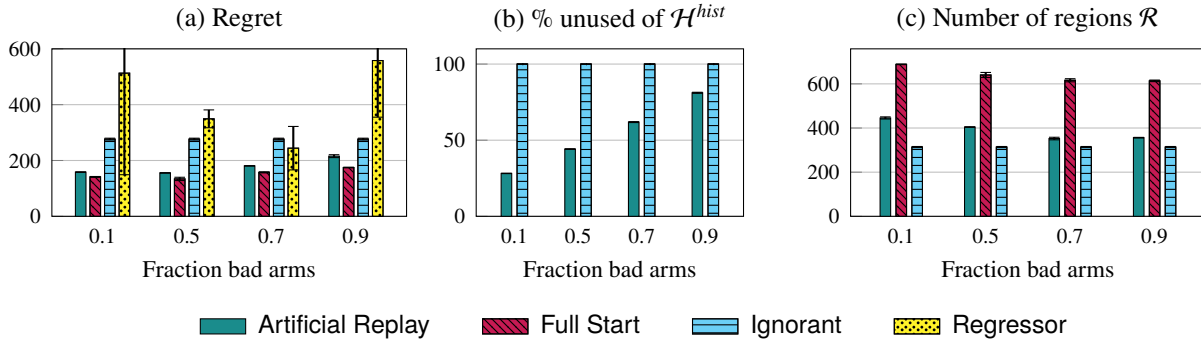 (a) Regret
600
400
200
0
0.1 0.5 0.7 0.9
Fraction bad arms
(b) % unused of ℋ^hist
100
50
0
0.1 0.5 0.7 0.9
Fraction bad arms
(c) Number of regions ℛ
600
400
200
0
0.1 0.5 0.7 0.9
Fraction bad arms
Artificial Replay Full Start Ignorant Regressor